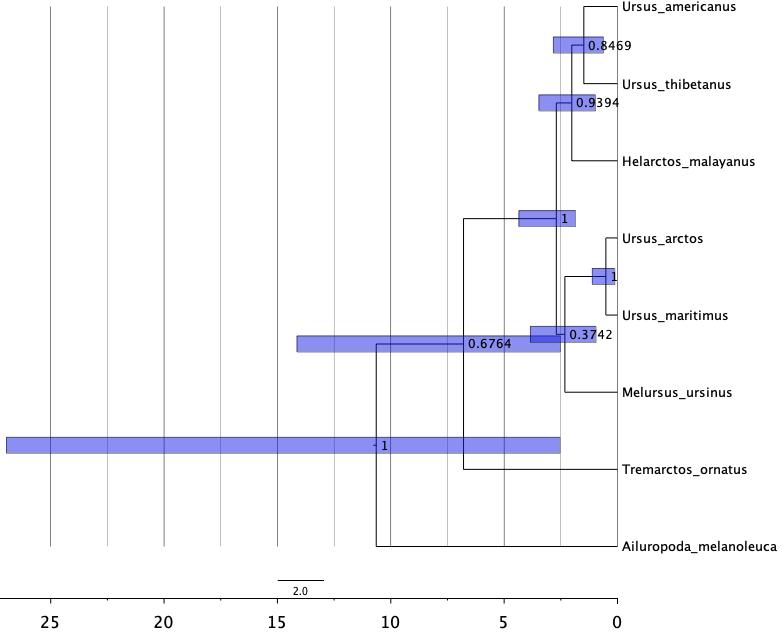 Ursus_americanus
0.8469
Ursus_thibetanus
0.9394
Helarctos_malayanus
1
Ursus_arctos
1
Ursus_maritimus
0.3742
0.6764
Melursus_ursinus
1
Tremarctos_ornatus
Ailuropoda_melanoleuca
2.0
25 20 15 10 5 0